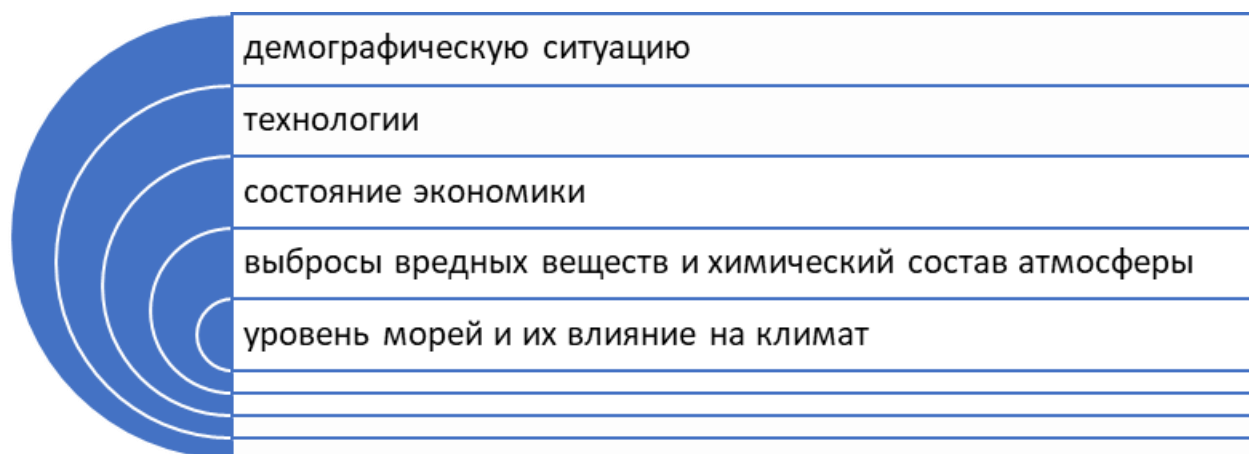 демографическую ситуацию
технологии
состояние экономики
выбросы вредных веществ и химический состав атмосферы
уровень морей и их влияние на климат